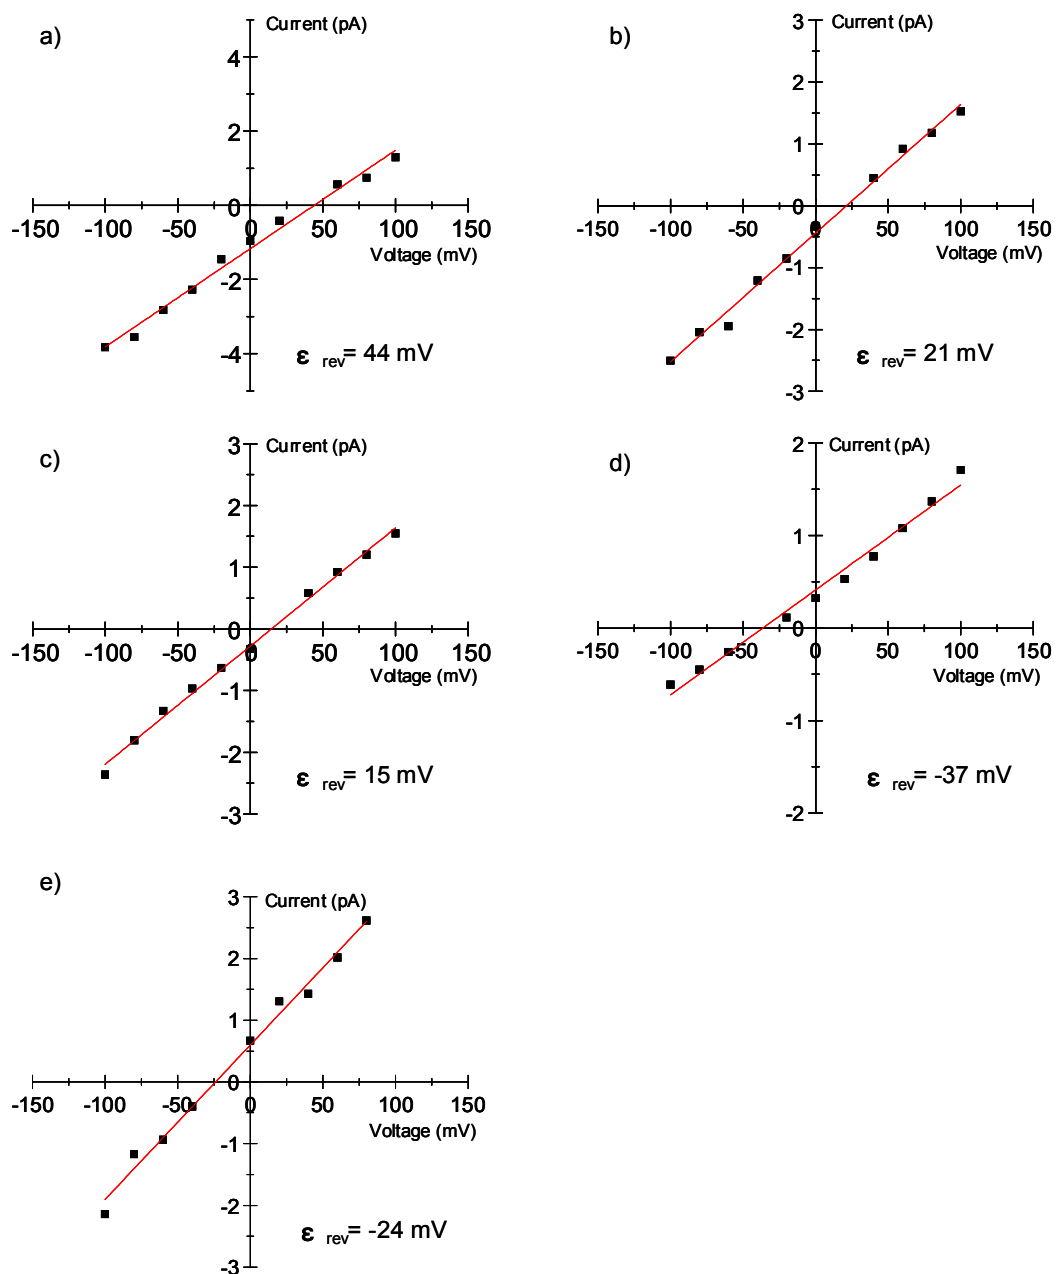 a)
Current (pA)
4
2
0
-150 -100 -50 0 50 100 150
Voltage (mV)
-2
-4
ε rev= 44 mV
b)
3
Current (pA)
2
1
0
-150 -100 -50 0 50 100 150
Voltage (mV)
-1
-2
-3
ε rev= 21 mV
c)
3
Current (pA)
2
1
0
-150 -100 -50 0 50 100 150
Voltage (mV)
-1
-2
-3
ε rev= 15 mV
d)
2
Current (pA)
1
0
-150 -100 -50 0 50 100 150
Voltage (mV)
-1
-2
ε rev= -37 mV
e)
3
Current (pA)
2
1
0
-150 -100 -50 0 50 100 150
Voltage (mV)
-1
-2
-3
ε rev= -24 mV